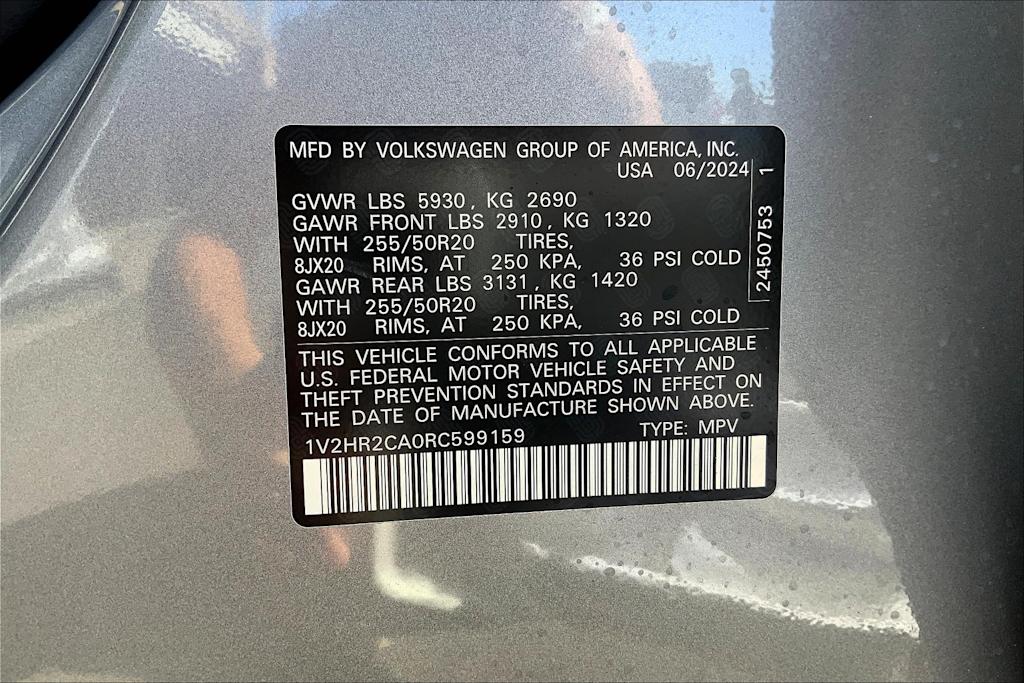 MFD BY VOLKSWAGEN GROUP OF AMERICA, INC.
USA 06/2024
GVWR LBS 5930, KG 2690
GAWR FRONT LBS 2910, KG 1320
WITH 255/50R20 TIRES,
8JX20 RIMS, AT 250 KPA, 36 PSI COLD
GAWR REAR LBS 3131, KG 1420
WITH 255/50R20 TIRES,
8JX20 RIMS, AT 250 KPA, 36 PSI COLD
2450753 1
THIS VEHICLE CONFORMS TO ALL APPLICABLE
U.S. FEDERAL MOTOR VEHICLE SAFETY AND
THEFT PREVENTION STANDARDS IN EFFECT ON
THE DATE OF MANUFACTURE SHOWN ABOVE.
1V2HR2CA0RC599159 TYPE: MPV